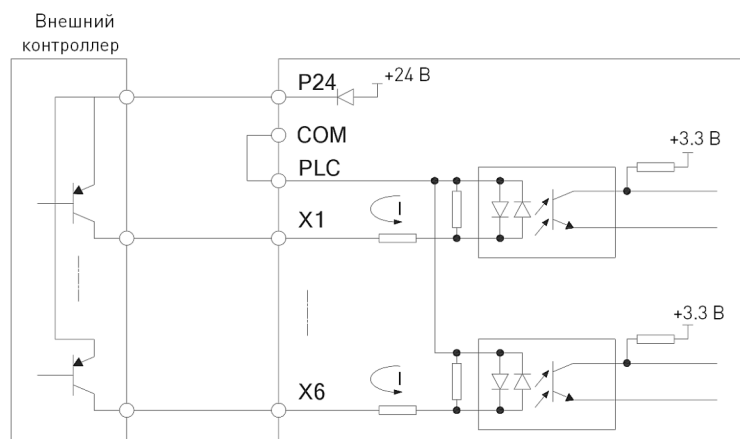 Внешний
контроллер
P24
+24 В
COM
PLC
+3.3 В
I
X1
+3.3 В
I
X6